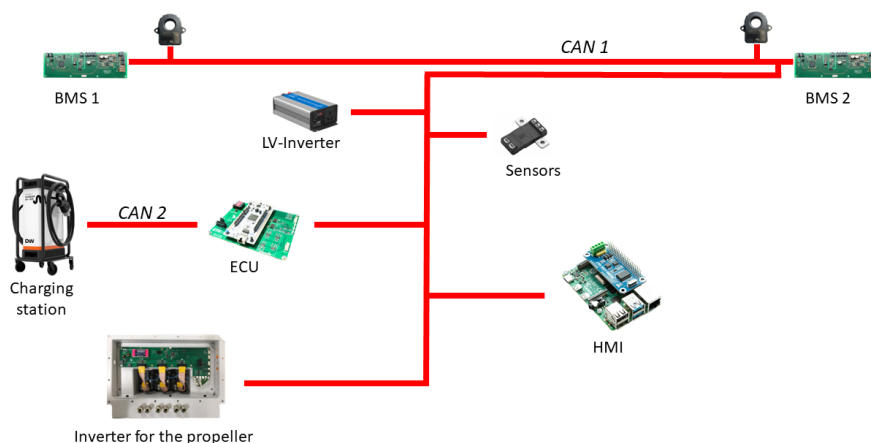 CAN 1
BMS 1
BMS 2
LV-Inverter
Sensors
CAN 2
DW
ECU
Charging
station
HMI
Inverter for the propeller